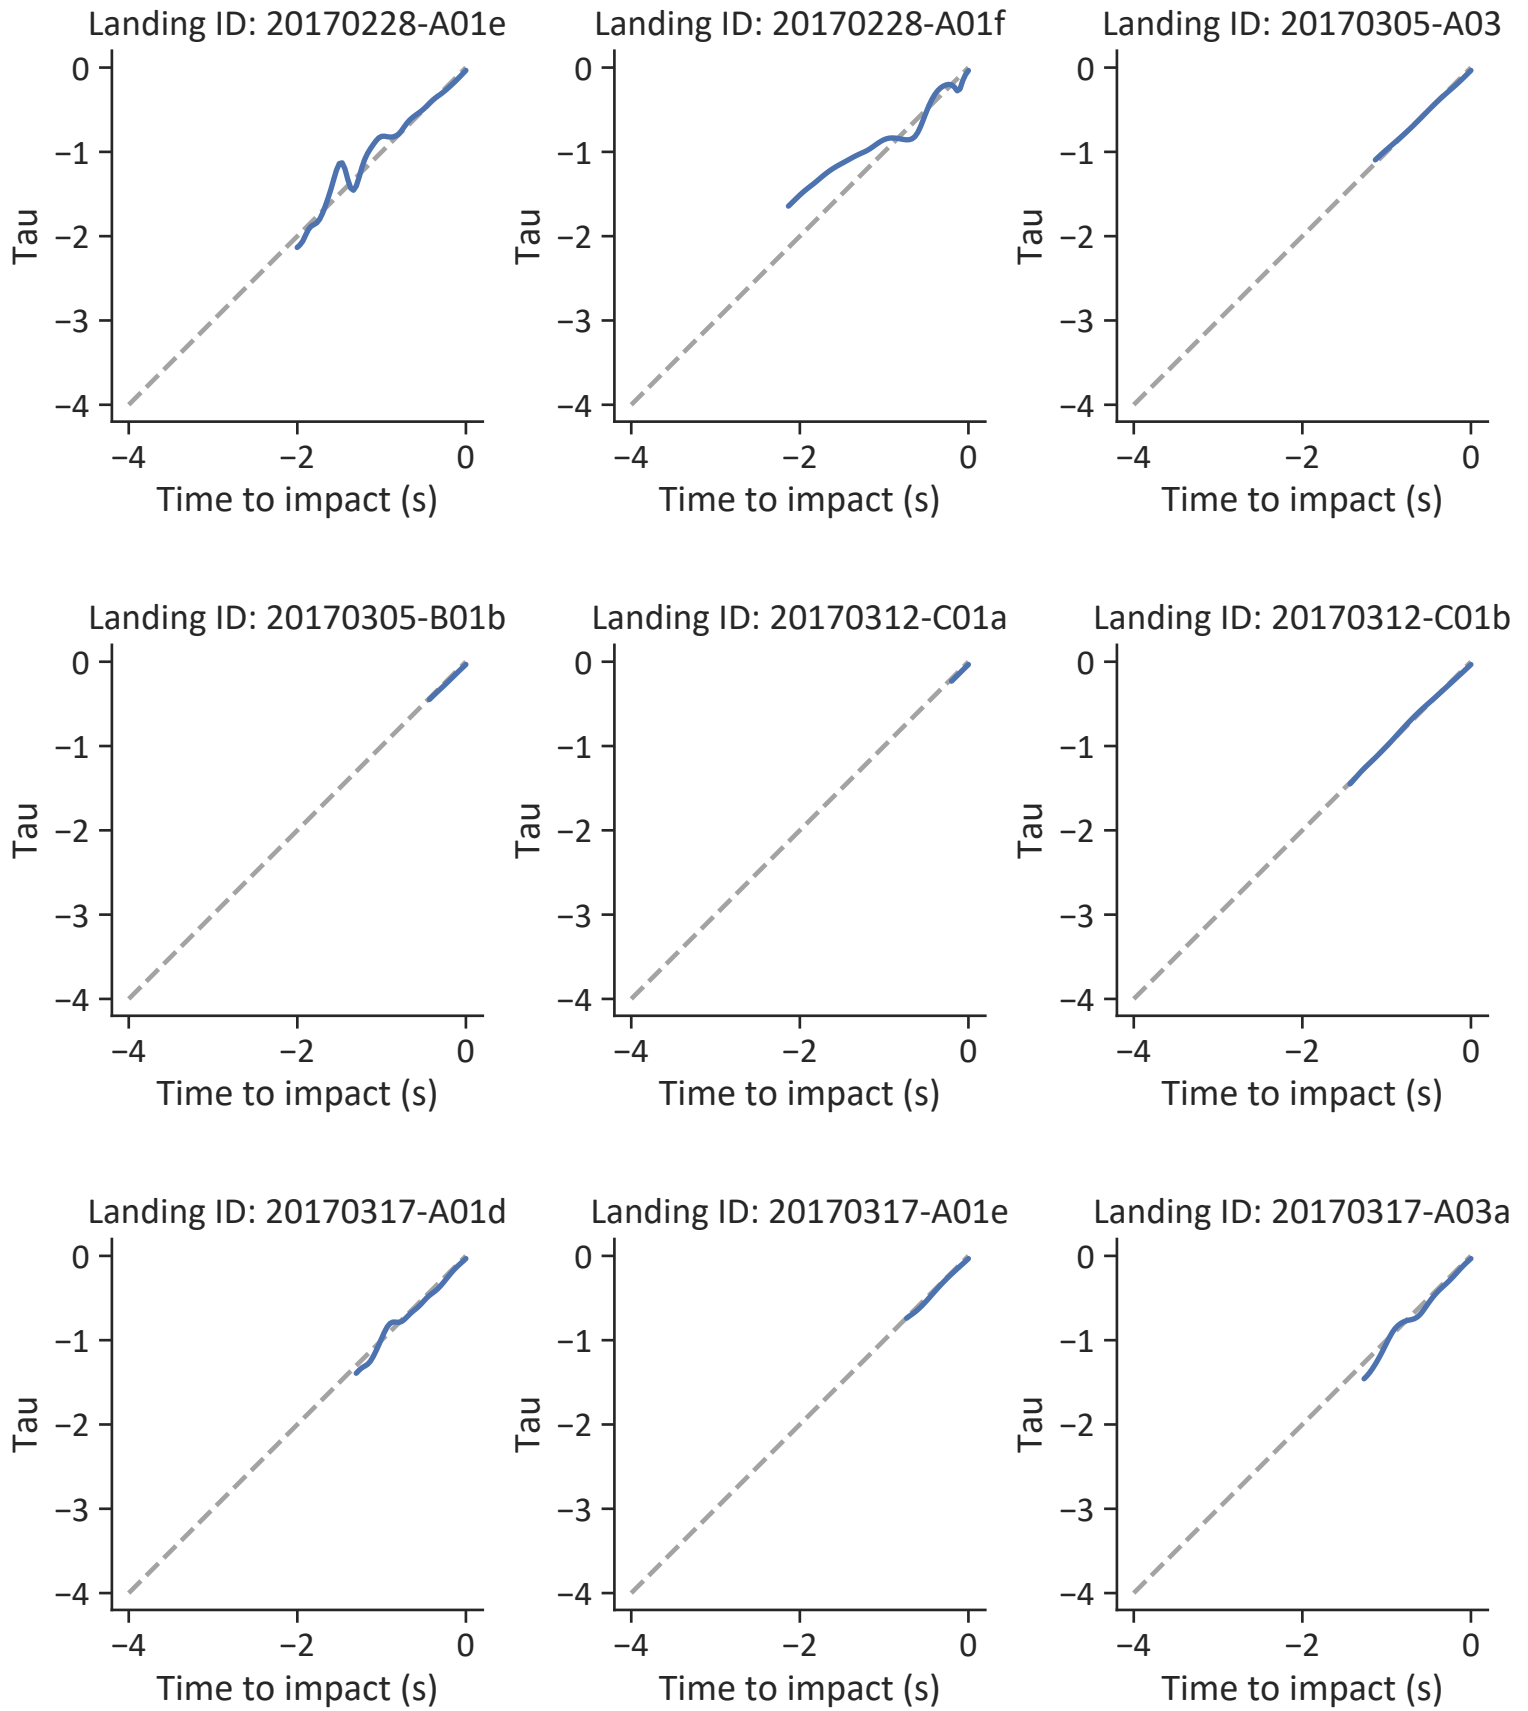 Landing ID: 20170228-A01e
Landing ID: 20170228-A01f
Landing ID: 20170305-A03
0
−1
−2
−3
−4
Tau
−4
−2
0
Time to impact (s)
0
−1
−2
−3
−4
Tau
−4
−2
0
Time to impact (s)
0
−1
−2
−3
−4
Tau
−4
−2
0
Time to impact (s)
Landing ID: 20170305-B01b
Landing ID: 20170312-C01a
Landing ID: 20170312-C01b
0
−1
−2
−3
−4
Tau
−4
−2
0
Time to impact (s)
0
−1
−2
−3
−4
Tau
−4
−2
0
Time to impact (s)
0
−1
−2
−3
−4
Tau
−4
−2
0
Time to impact (s)
Landing ID: 20170317-A01d
Landing ID: 20170317-A01e
Landing ID: 20170317-A03a
0
−1
−2
−3
−4
Tau
−4
−2
0
Time to impact (s)
0
−1
−2
−3
−4
Tau
−4
−2
0
Time to impact (s)
0
−1
−2
−3
−4
Tau
−4
−2
0
Time to impact (s)